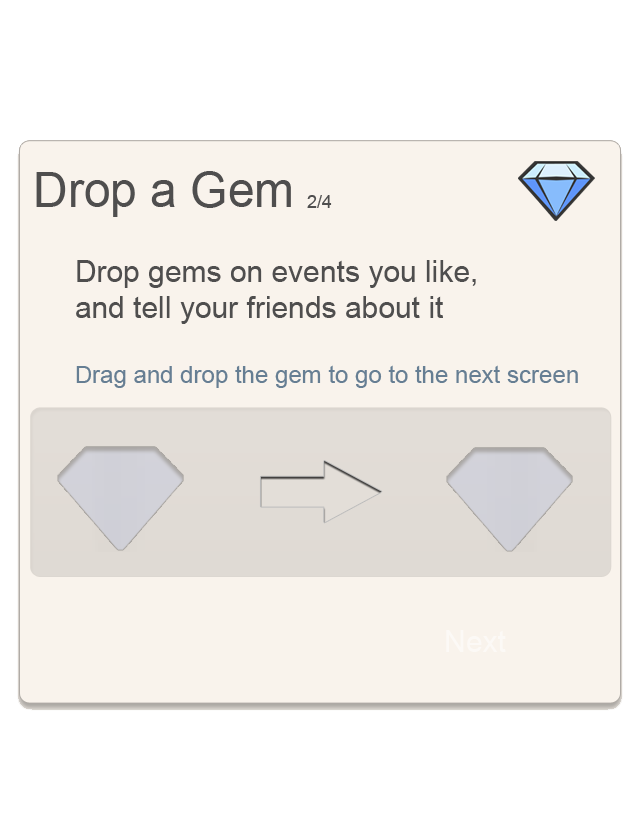 Drop a Gem 2/4
Drop gems on events you like,
and tell your friends about it
Drag and drop the gem to go to the next screen
Next